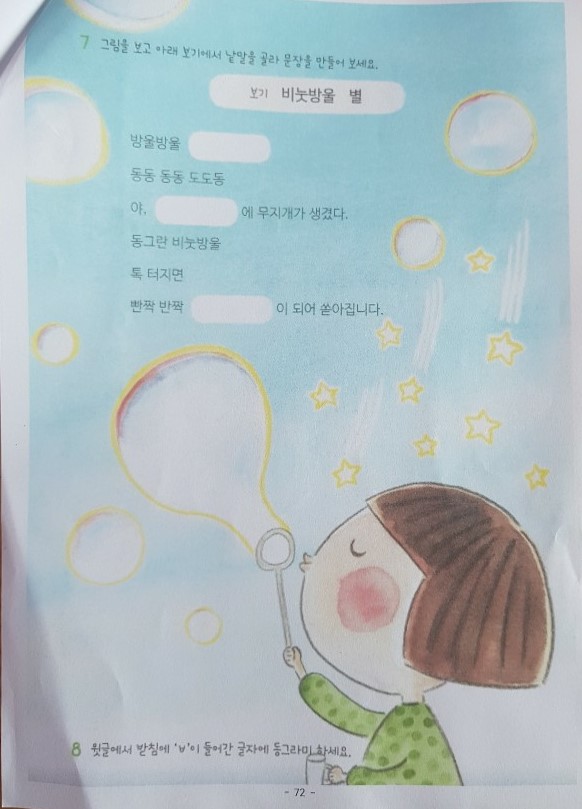 7 그림을 보고 아래 보기에서 낱말을 골라 문장을 만들어 보세요.
보기 비눗방울 별
방울방울
동동 동동 도도동
야, 에 무지개가 생겼다.
동그란 비눗방울
톡 터지면
빤짝 반짝 이 되어 쏟아집니다.
8 윗글에서 받침에 'ㅂ'이 들어간 글자에 동그라미 하세요.
- 72 -